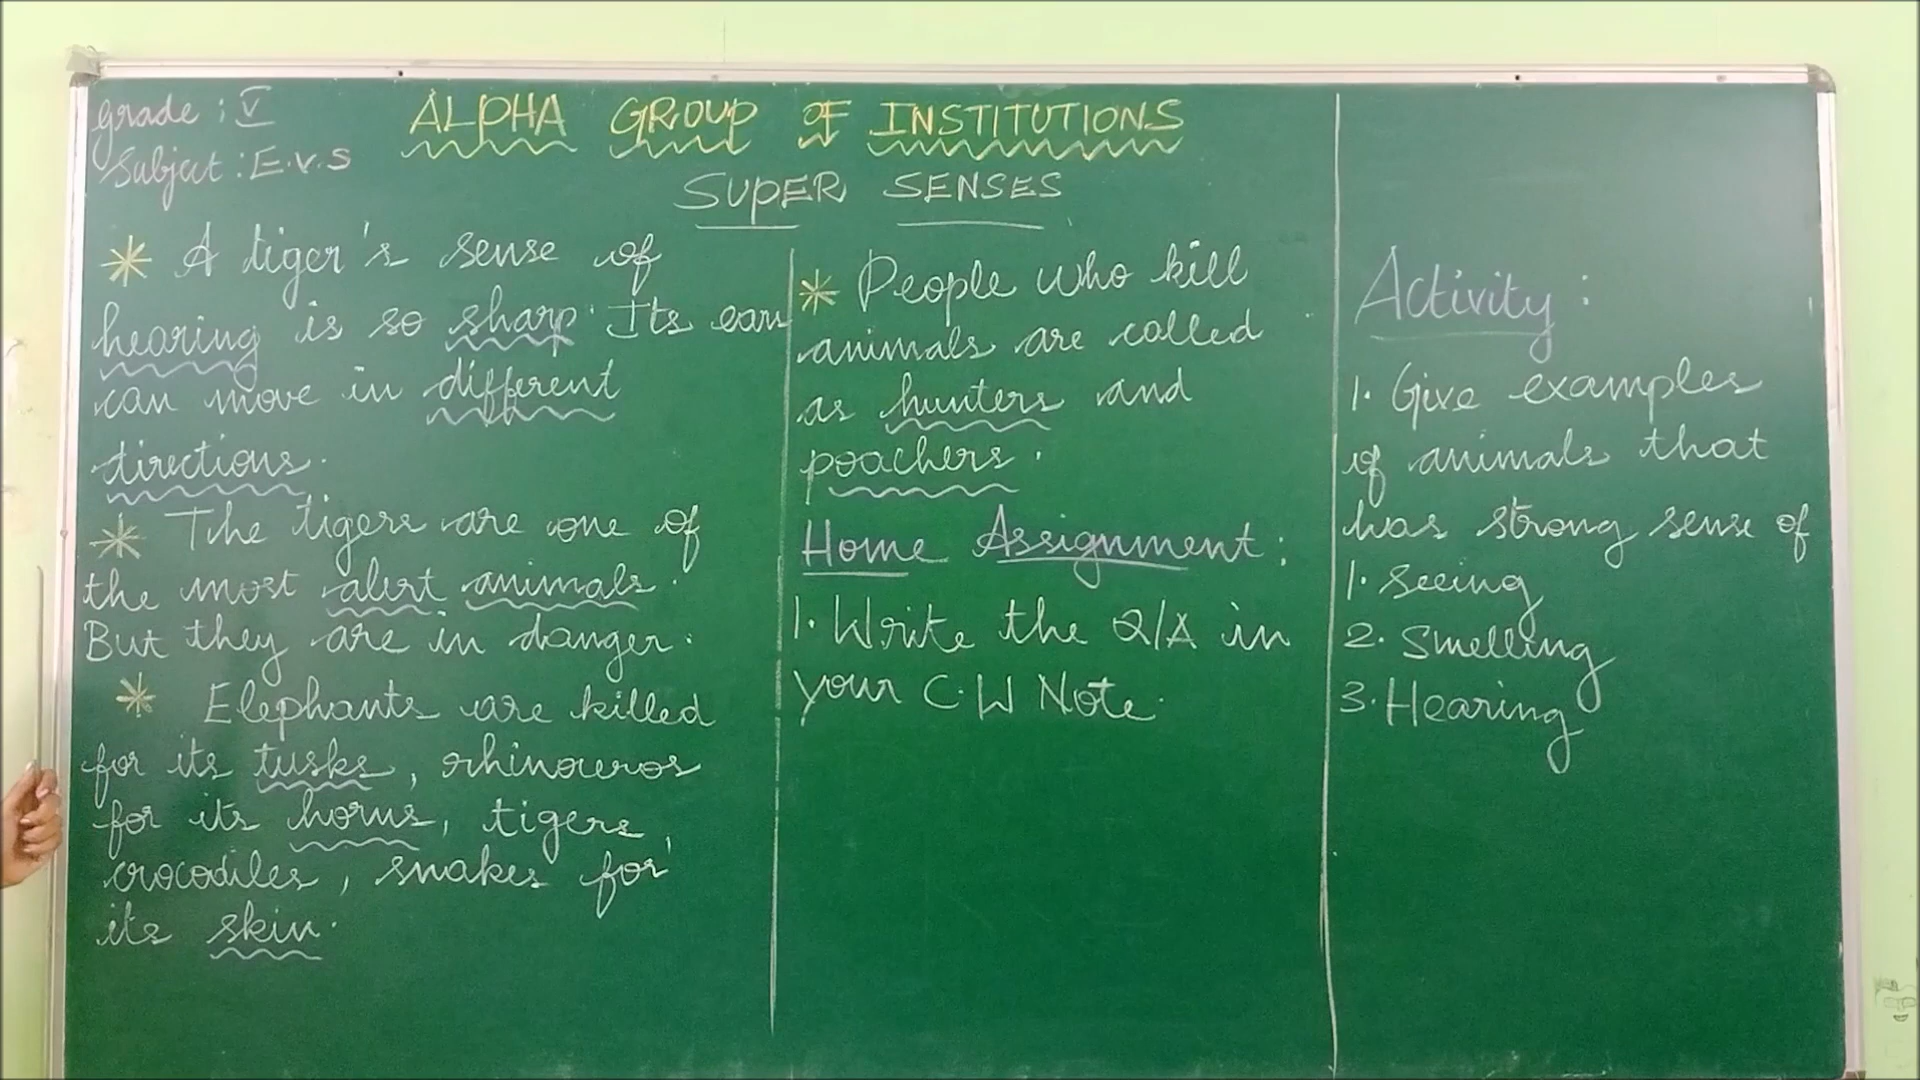 Grade : V
Subject : E.V.S
ALPHA GROUP OF INSTITUTIONS
SUPER SENSES
* A tiger's sense of
hearing is so sharp. Its ears
can move in different
directions.
* The tigers are one of
the most alert animals.
But they are in danger.
* Elephants are killed
for its tusks, rhinoceros
for its horns, tigers,
crocodiles, snakes for
its skin.
* People who kill
animals are called
as hunters and
poachers.
Home Assignment :
1. Write the Q/A in
your C.W Note.
Activity :
1. Give examples
of animals that
has strong sense of
1. Seeing
2. Smelling
3. Hearing